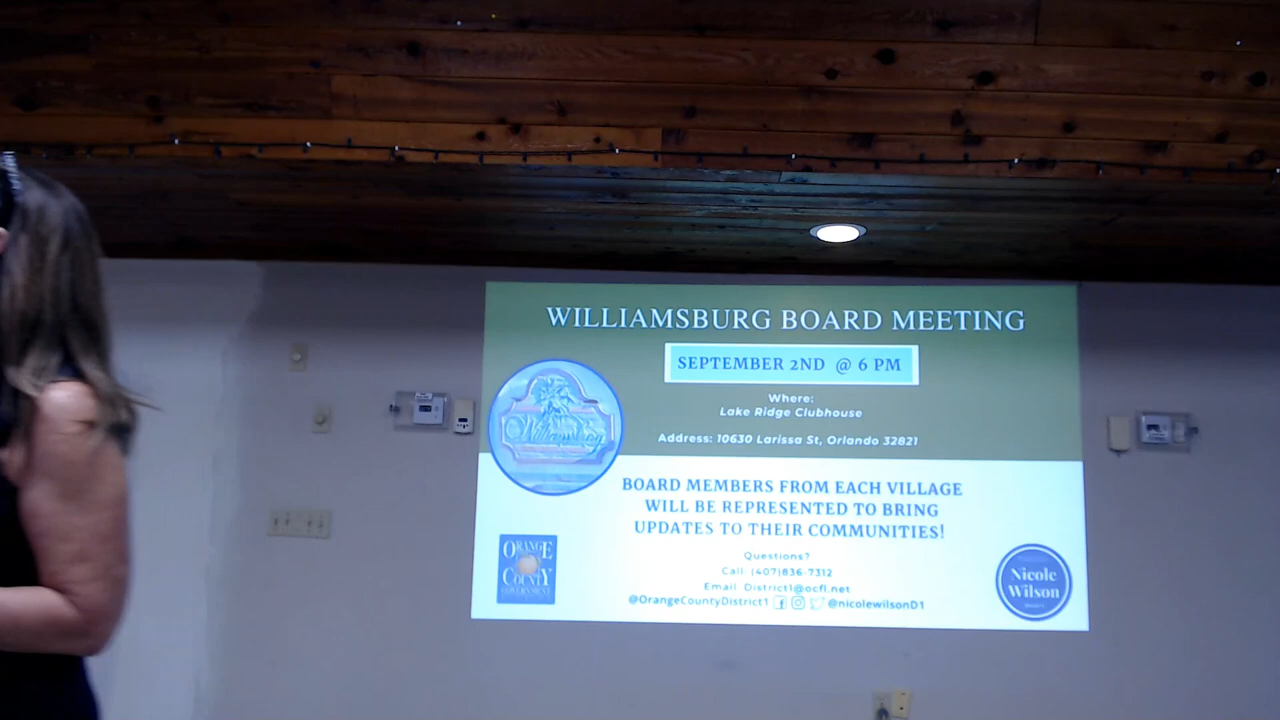 WILLIAMSBURG BOARD MEETING
SEPTEMBER 2ND @ 6 PM
Where:
Lake Ridge Clubhouse
Address: 10630 Larissa St, Orlando 32821
Williamsburg
BOARD MEMBERS FROM EACH VILLAGE
WILL BE REPRESENTED TO BRING
UPDATES TO THEIR COMMUNITIES!
Questions?
Call: (407)836-7312
Email: District1@ocfl.net
@OrangeCountyDistrict1 @nicolewilsonD1
ORANGE
COUNTY
GOVERNMENT
Nicole
Wilson